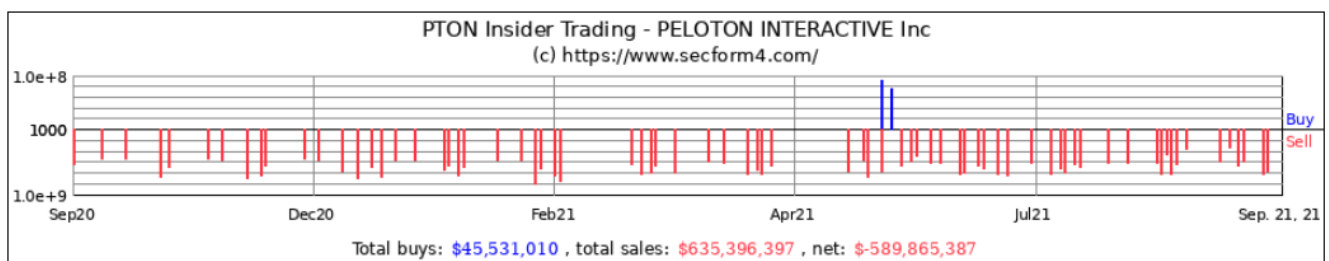 PTON Insider Trading - PELOTON INTERACTIVE Inc
(c) https://www.secform4.com/
1.0e+8
1000
Buy
Sell
1.0e+9
Sep20 Dec20 Feb21 Apr21 Jul21 Sep. 21, 21
Total buys: $45,531,010 , total sales: $635,396,397 , net: $-589,865,387